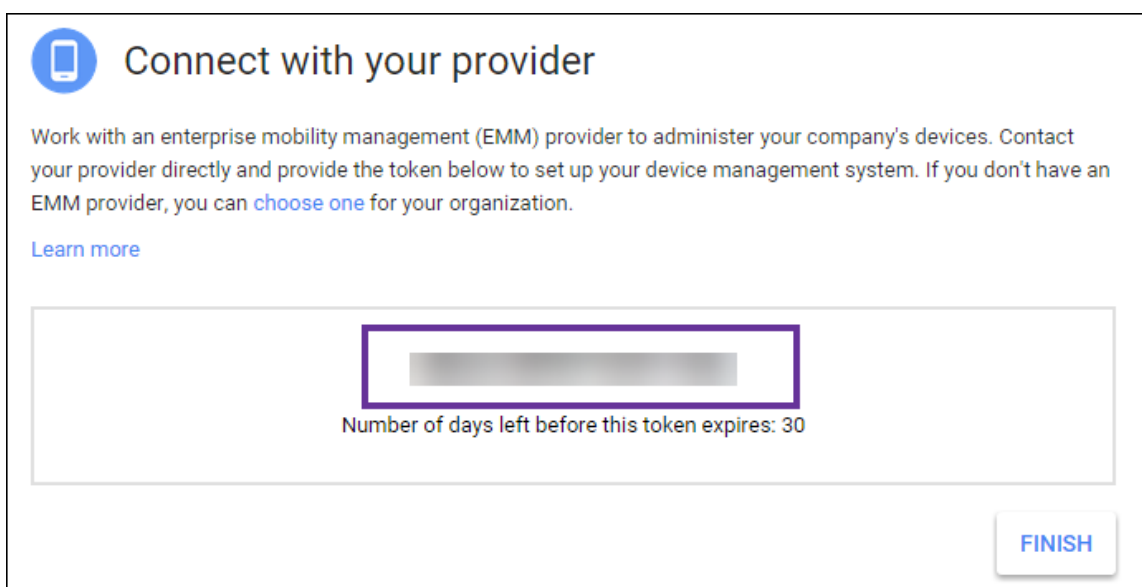 Connect with your provider
Work with an enterprise mobility management (EMM) provider to administer your company's devices. Contact
your provider directly and provide the token below to set up your device management system. If you don't have an
EMM provider, you can choose one for your organization.
Learn more
Number of days left before this token expires: 30
FINISH